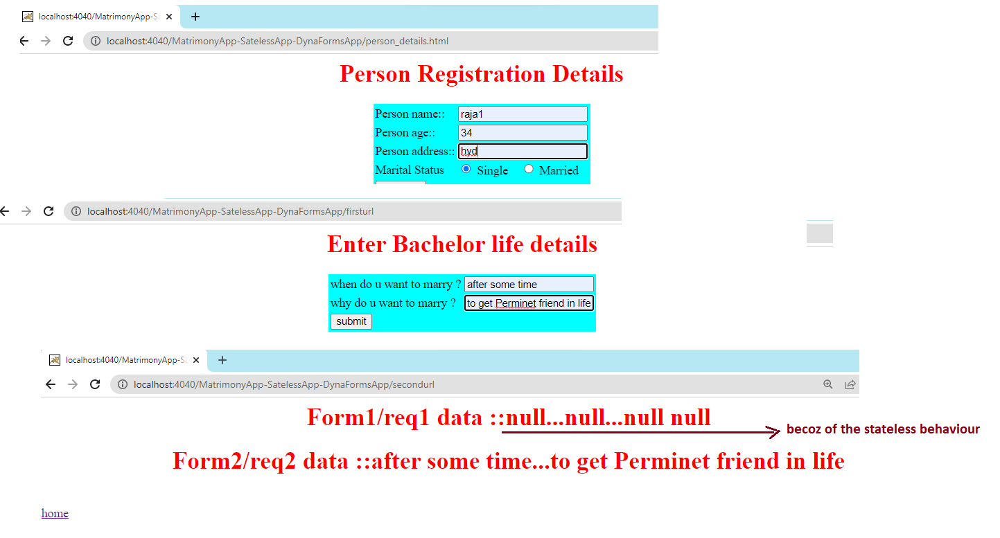 localhost:4040/MatrimonyApp-Sa
localhost:4040/MatrimonyApp-SatelessApp-DynaFormsApp/person_details.html
Person Registration Details
Person name:: raja1
Person age:: 34
Person address:: hyd
Marital Status Single Married
localhost:4040/MatrimonyApp-SatelessApp-DynaFormsApp/firsturl
Enter Bachelor life details
when do u want to marry ? after some time
why do u want to marry ? to get Perminet friend in life
submit
localhost:4040/MatrimonyApp-Sa
localhost:4040/MatrimonyApp-SatelessApp-DynaFormsApp/secondurl
Form1/req1 data ::null...null...null null
becoz of the stateless behaviour
Form2/req2 data ::after some time...to get Perminet friend in life
home